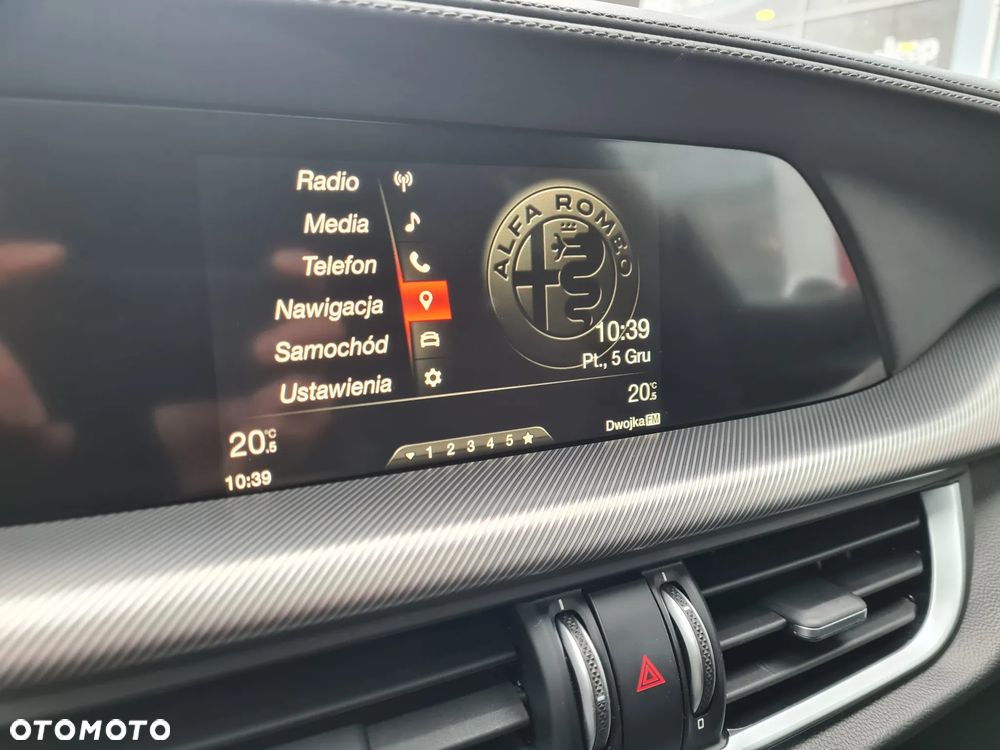 Radio
Media
Telefon
Nawigacja
Samochód
Ustawienia
ALFA ROMEO
10:39
Pt., 5 Gru
20.5°C
Dwojka FM
20.5°C
10:39
1 2 3 4 5
OTOMOTO